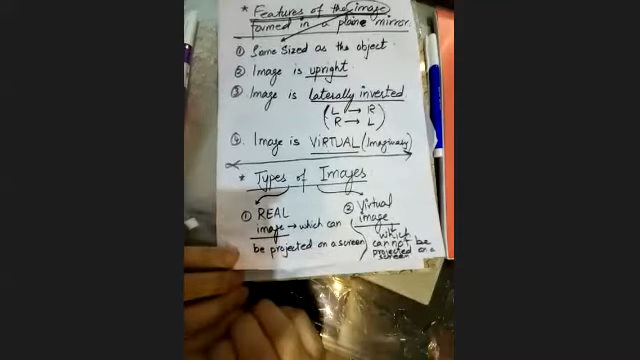 * Features of the image
formed in a plane mirror.
① Same sized as the object.
② Image is upright.
③ Image is laterally inverted
(L → R
R → L)
④ Image is VIRTUAL (Imaginary)
* Types of Images
① REAL
image → which can
be projected on a screen
② Virtual
image
which
cannot be
projected on a
screen